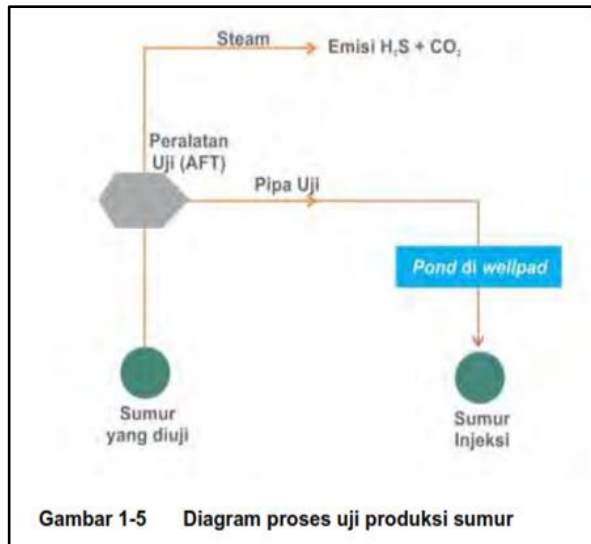 Steam
Emisi H₂S + CO₂
Peralatan
Uji (AFT)
Pipa Uji
Pond di wellpad
Sumur
yang diuji
Sumur
Injeksi
Gambar 1-5 Diagram proses uji produksi sumur